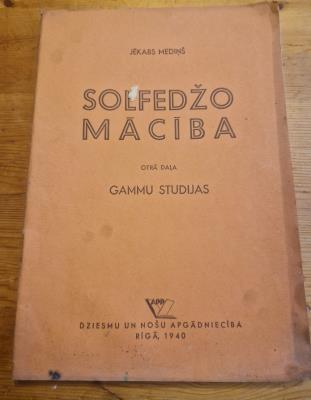 JĒKABS MEDIŅŠ
SOLFEDŽO
MĀCĪBA
OTRĀ DAĻA
GAMMU STUDIJAS
DZIESMU UN NOŠU APGĀDNIECĪBA
RĪGĀ, 1940